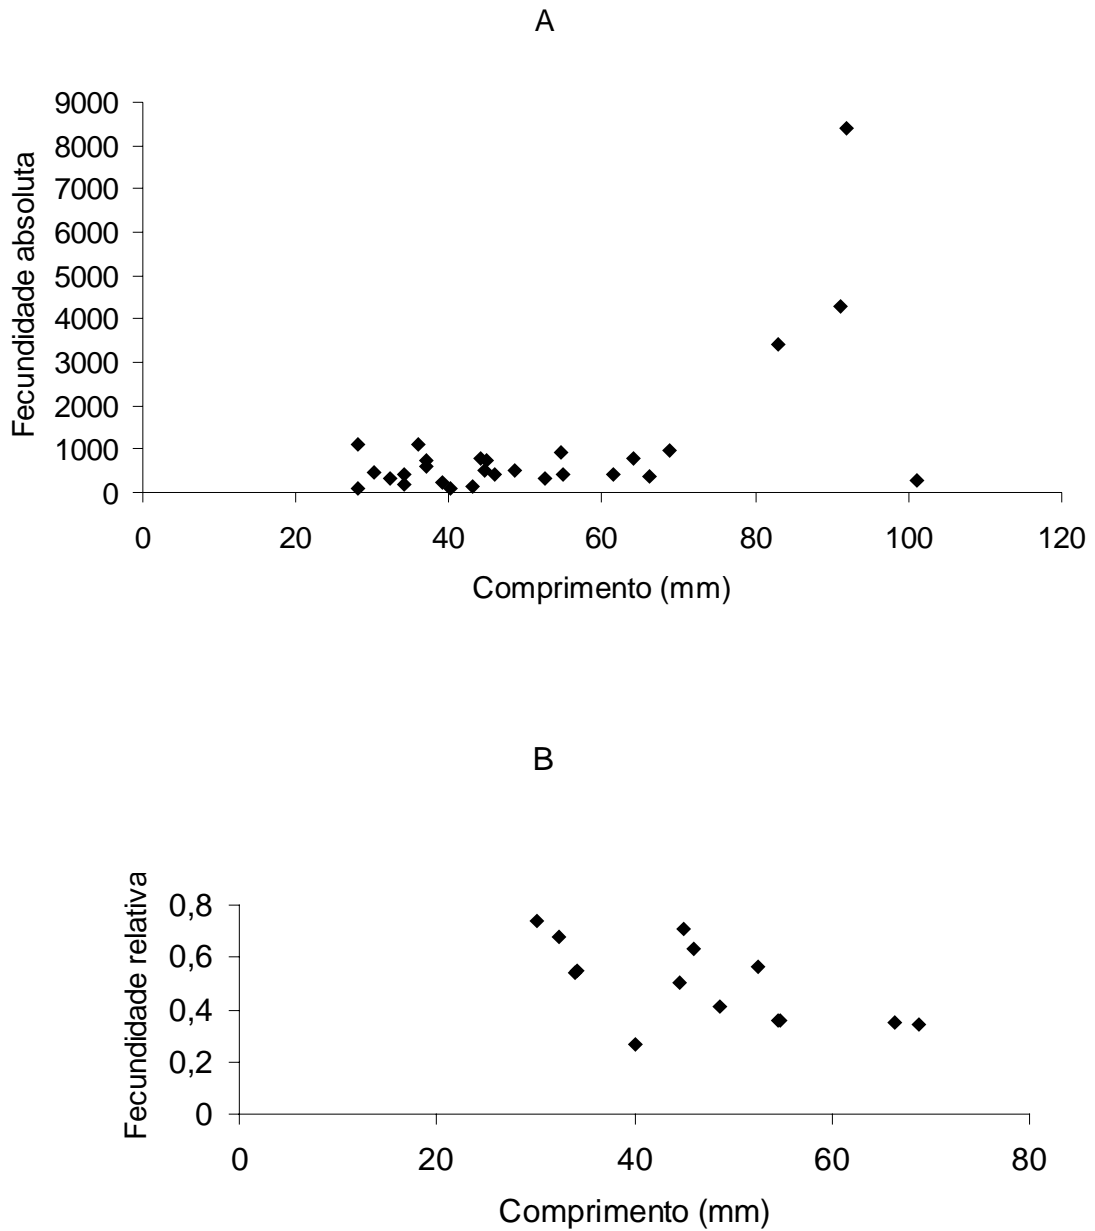 A
9000
8000
7000
6000
5000
4000
3000
2000
1000
0
Fecundidade absoluta
0 20 40 60 80 100 120
Comprimento (mm)
B
0,8
0,6
0,4
0,2
0
Fecundidade relativa
0 20 40 60 80
Comprimento (mm)